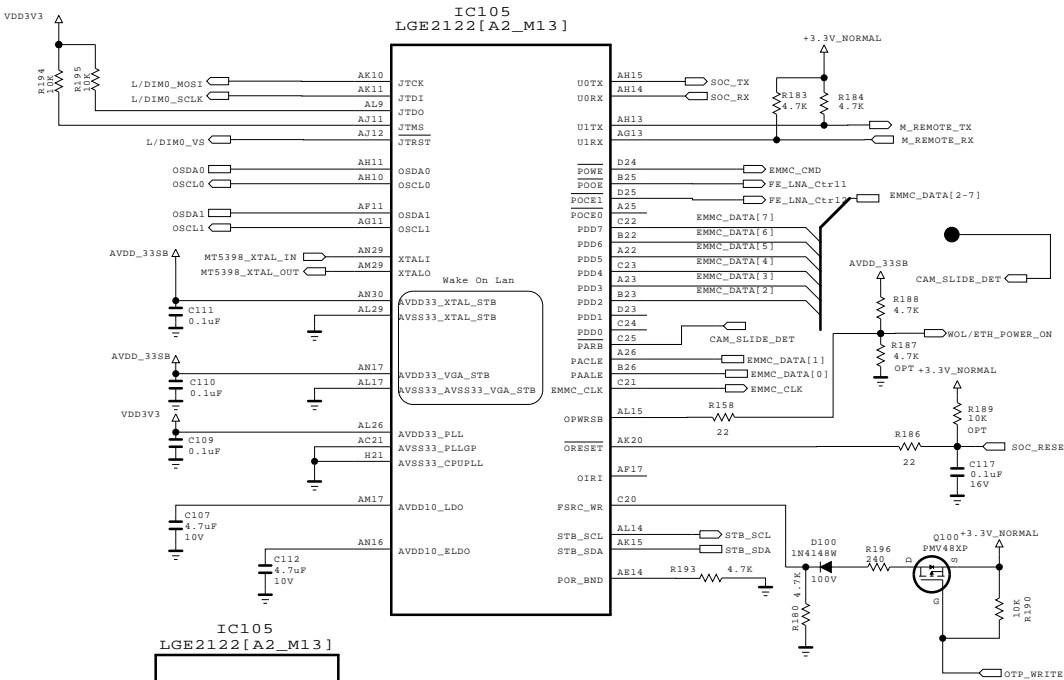 IC105
LGE2122[A2_M13]
VDD3V3
R194
10K
R195
10K
L/DIM0_MOSI
L/DIM0_SCLK
L/DIM0_VS
OSDA0
OSCL0
OSDA1
OSCL1
AVDD_33SB
MT5398_XTAL_IN
MT5398_XTAL_OUT
C111
0.1uF
AVDD_33SB
C110
0.1uF
VDD3V3
C109
0.1uF
C107
4.7uF
10V
C112
4.7uF
10V
AK10 JTCK
AK11 JTDI
AL9 JTDO
AJ11 JTMS
AJ12 JTRST
AH11 OSDA0
AH10 OSCL0
AF11 OSDA1
AG11 OSCL1
AN29 XTALI
AM29 XTALO
Wake On Lan
AN30 AVDD33_XTAL_STB
AL29 AVSS33_XTAL_STB
AN17 AVDD33_VGA_STB
AL17 AVSS33_AVSS33_VGA_STB
AL26 AVDD33_PLL
AC21 AVSS33_PLLGP
H21 AVSS33_CPUPLL
AM17 AVDD10_LDO
AN16 AVDD10_ELDO
U0TX AH15 SOC_TX
U0RX AH14 SOC_RX
U1TX AH13 M_REMOTE_TX
U1RX AG13 M_REMOTE_RX
+3.3V_NORMAL
R183
4.7K
R184
4.7K
POWE D24 EMMC_CMD
POOE B25 FE_LNA_Ctrl1
POCE1 D25 FE_LNA_Ctrl2
POCE0 A25
PDD7 C22 EMMC_DATA[7]
PDD6 B22 EMMC_DATA[6]
PDD5 A22 EMMC_DATA[5]
PDD4 C23 EMMC_DATA[4]
PDD3 A23 EMMC_DATA[3]
PDD2 B23 EMMC_DATA[2]
EMMC_DATA[2-7]
PDD1 D23
PDD0 C24
PARB C25 CAM_SLIDE_DET
PACLE A26 EMMC_DATA[1]
PAALE B26 EMMC_DATA[0]
EMMC_CLK C21 EMMC_CLK
CAM_SLIDE_DET
AVDD_33SB
R188
4.7K
WOL/ETH_POWER_ON
R187
4.7K
OPT
OPWRSB AL15
R158
22
+3.3V_NORMAL
R189
10K
OPT
ORESET AK20
R186
22
SOC_RESE
C117
0.1uF
16V
OIRI AF17
FSRC_WR C20
STB_SCL AL14 STB_SCL
STB_SDA AK15 STB_SDA
POR_BND AE14
R193 4.7K
R180 4.7K
D100
1N4148W
100V
R196
240
Q100
PMV48XP
D
S
G
+3.3V_NORMAL
10K
R190
OTP_WRITE
IC105
LGE2122[A2_M13]